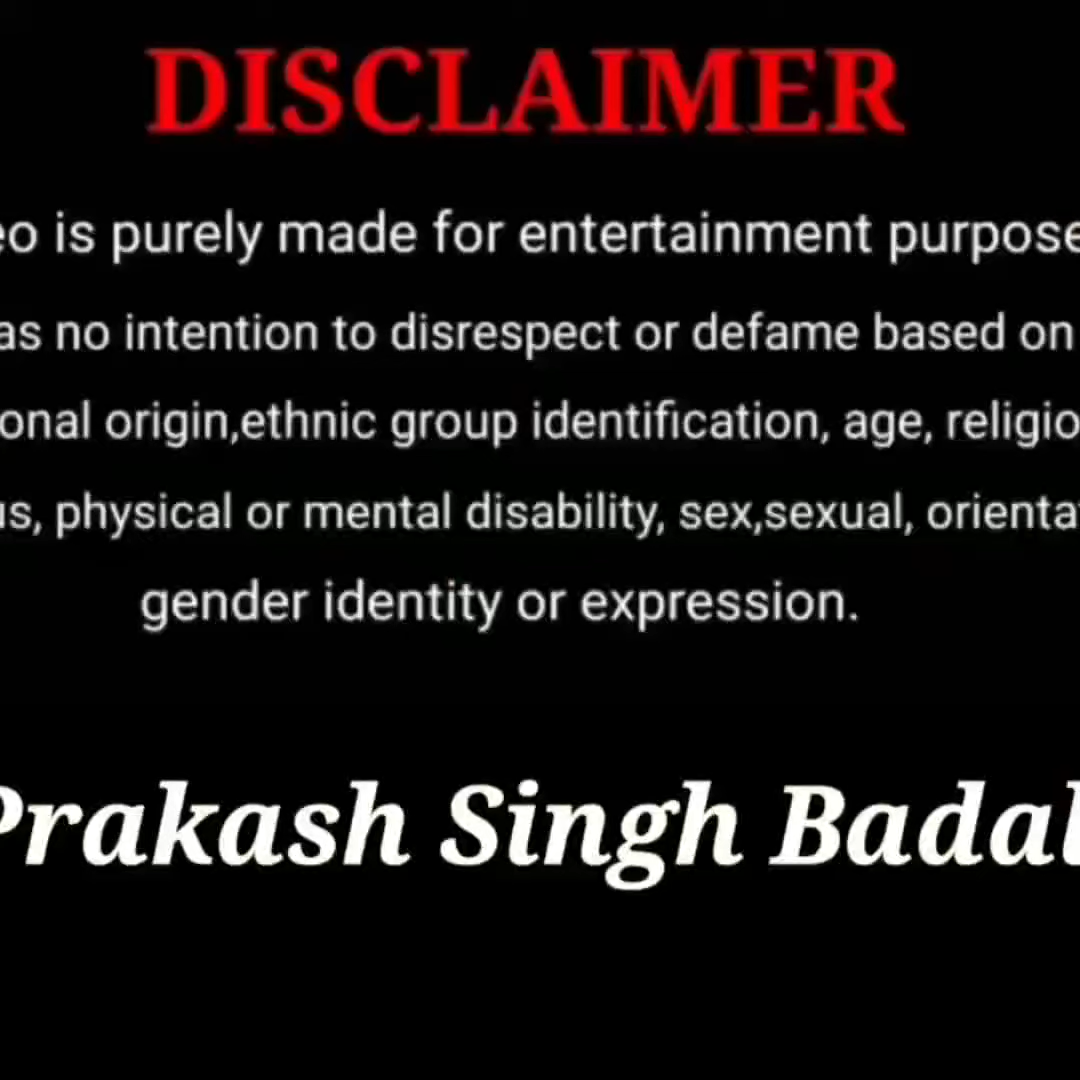 DISCLAIMER
eo is purely made for entertainment purpose
as no intention to disrespect or defame based on
onal origin,ethnic group identification, age, religio
us, physical or mental disability, sex,sexual, orienta
gender identity or expression.
Prakash Singh Badal